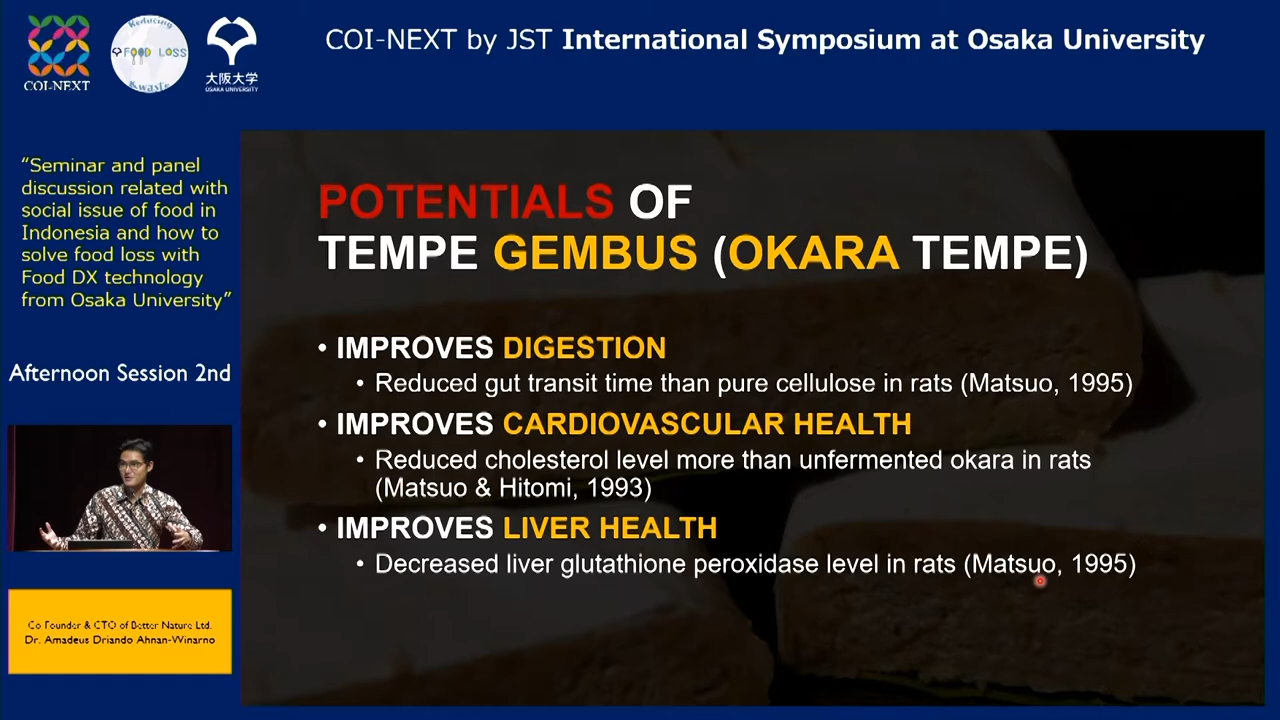 COI-NEXT by JST International Symposium at Osaka University
COI-NEXT
Reducing
FOOD LOSS
&Waste
大阪大学
OSAKA UNIVERSITY
“Seminar and panel
discussion related with
social issue of food in
Indonesia and how to
solve food loss with
Food DX technology
from Osaka University”
Afternoon Session 2nd
Co Founder & CTO of Better Nature Ltd.
Dr. Amadeus Driando Ahnan-Winarno
POTENTIALS OF
TEMPE GEMBUS (OKARA TEMPE)
• IMPROVES DIGESTION
• Reduced gut transit time than pure cellulose in rats (Matsuo, 1995)
• IMPROVES CARDIOVASCULAR HEALTH
• Reduced cholesterol level more than unfermented okara in rats
(Matsuo & Hitomi, 1993)
• IMPROVES LIVER HEALTH
• Decreased liver glutathione peroxidase level in rats (Matsuo, 1995)